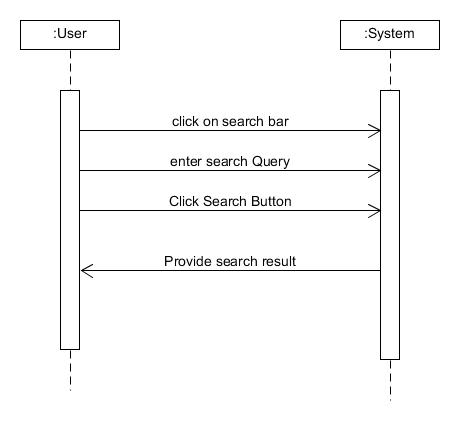 :User
:System
click on search bar
enter search Query
Click Search Button
Provide search result